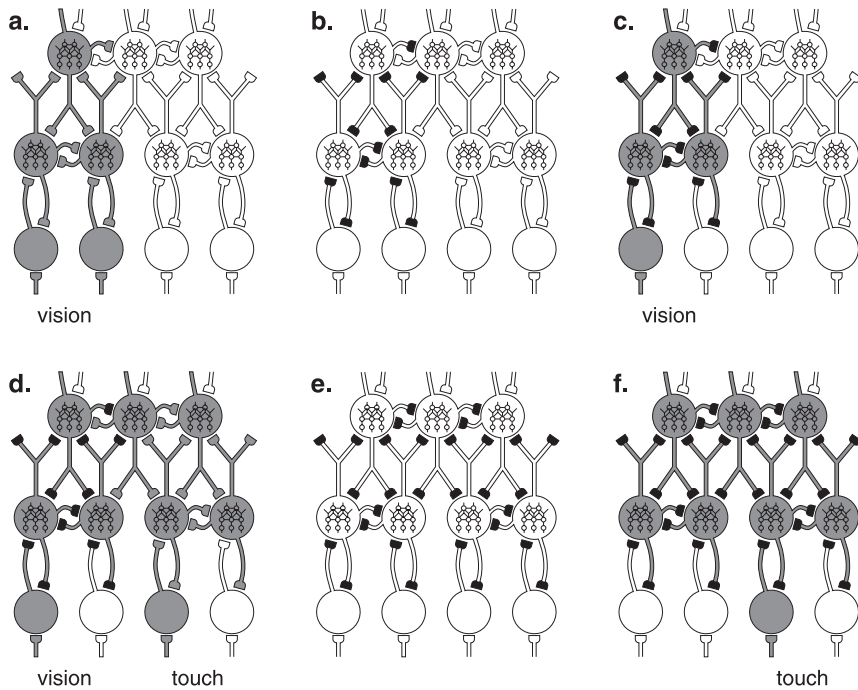 a.
b.
c.
vision
vision
d.
e.
f.
vision
touch
touch